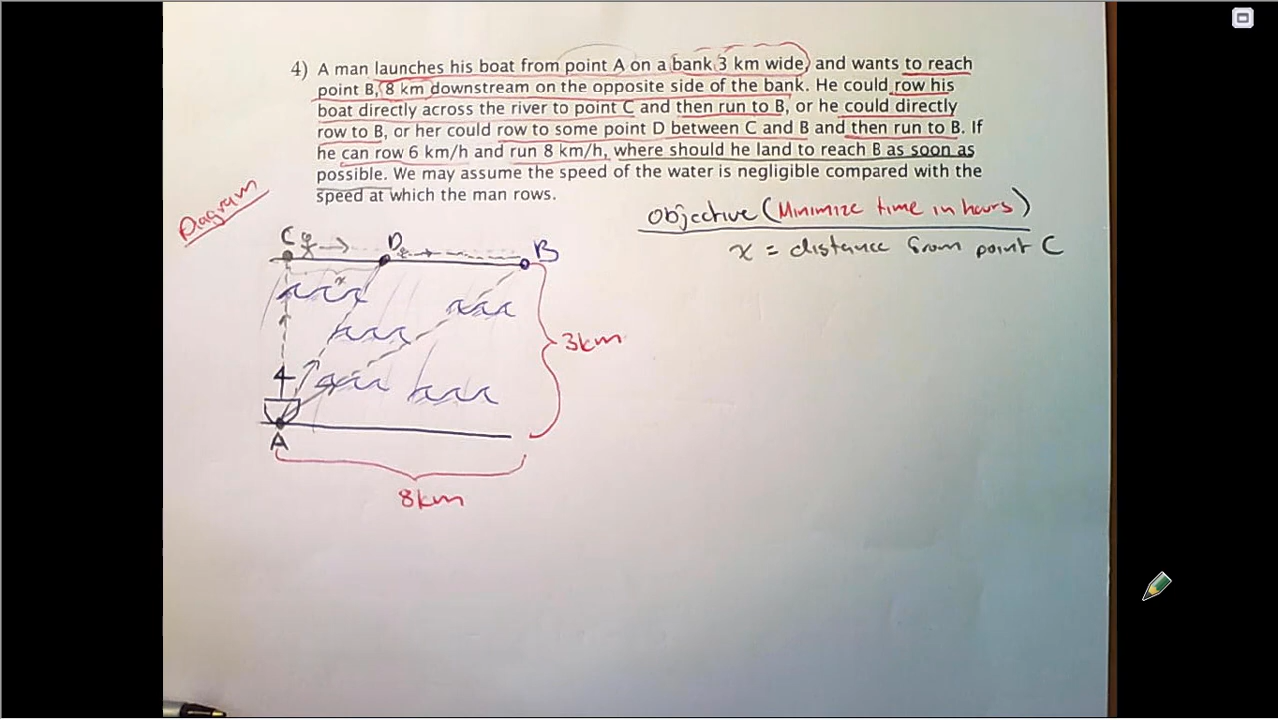 4) A man launches his boat from point A on a bank 3 km wide, and wants to reach
point B, 8 km downstream on the opposite side of the bank. He could row his
boat directly across the river to point C and then run to B, or he could directly
row to B, or her could row to some point D between C and B and then run to B. If
he can row 6 km/h and run 8 km/h, where should he land to reach B as soon as
possible. We may assume the speed of the water is negligible compared with the
speed at which the man rows.
Diagram
Objective (Minimize time in hours)
x = distance from point C
C
D
B
x
3km
A
8km